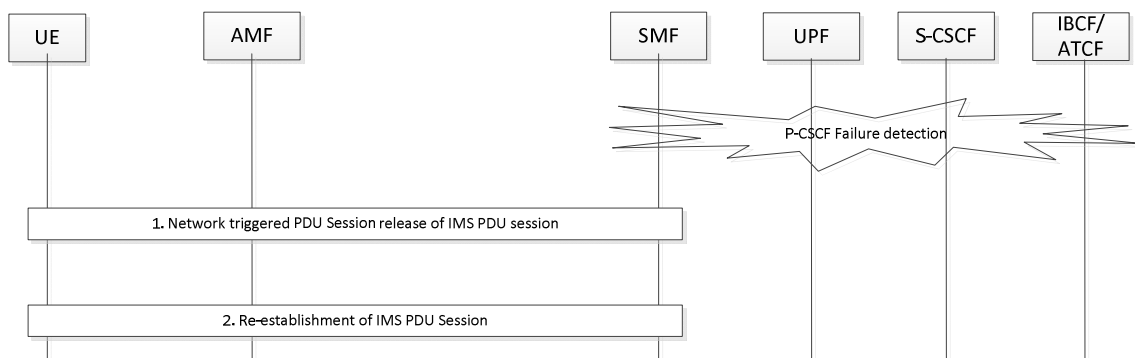 UE
AMF
SMF
UPF
S-CSCF
IBCF/
ATCF
P-CSCF Failure detection
1. Network triggered PDU Session release of IMS PDU session
2. Re-establishment of IMS PDU Session